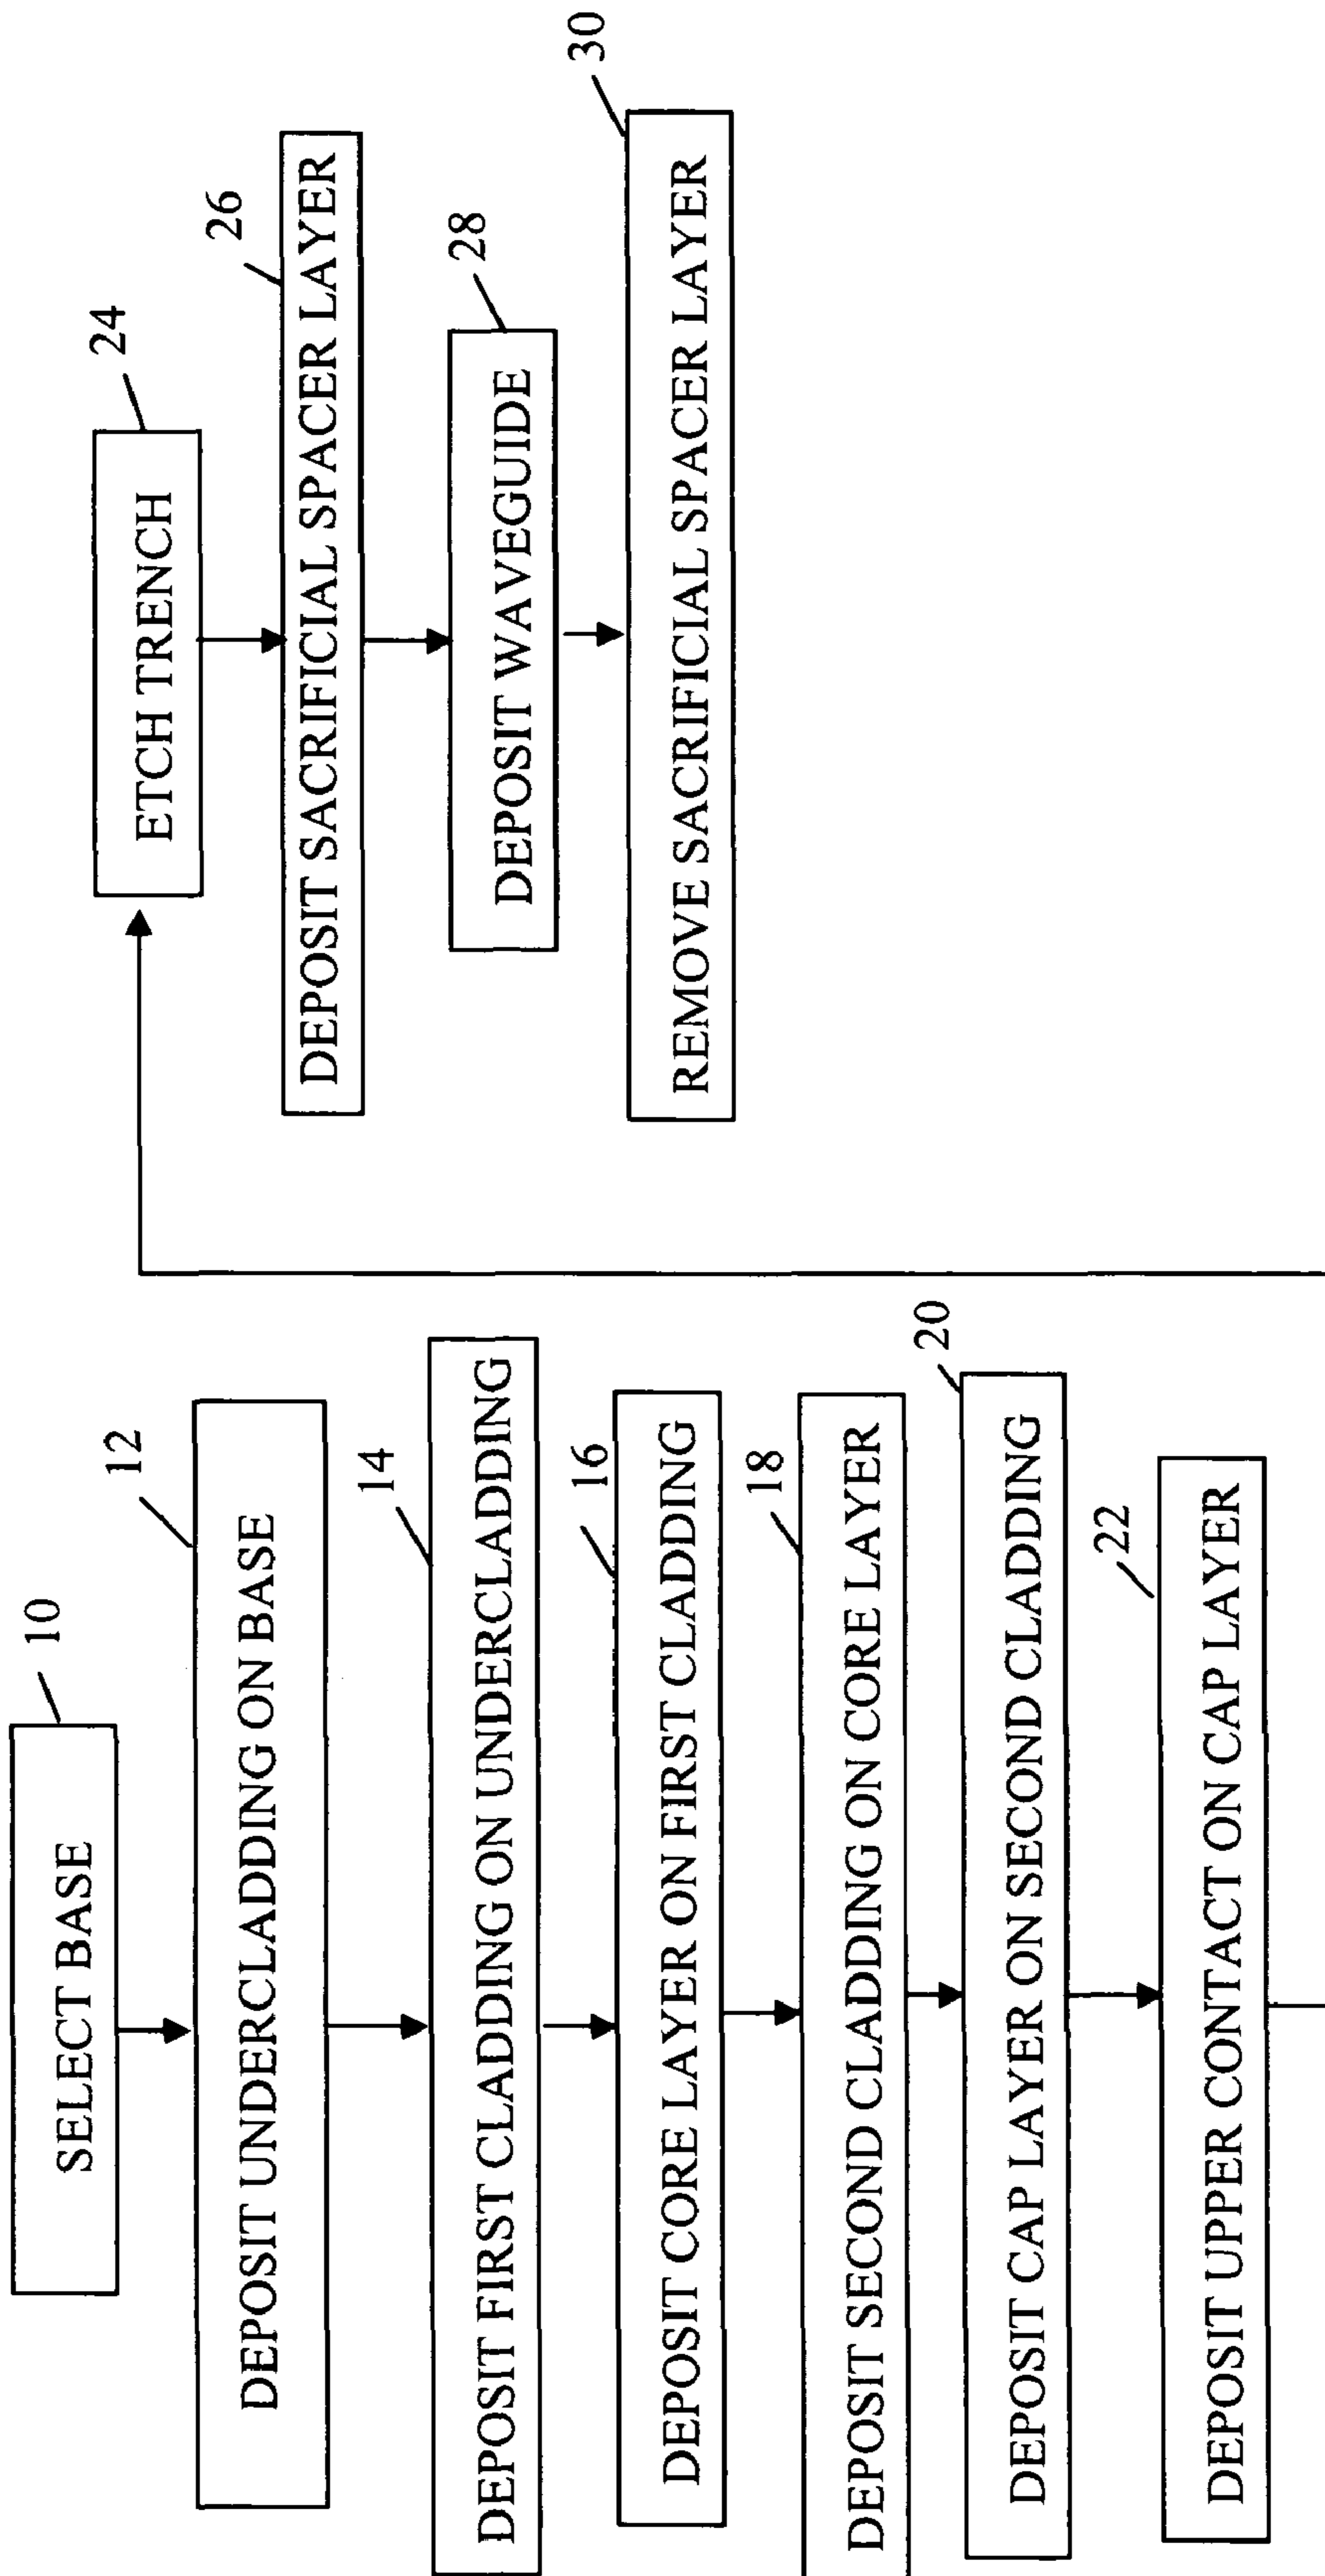 SELECT BASE
10
DEPOSIT UNDERCLADDING ON BASE
12
DEPOSIT FIRST CLADDING ON UNDERCLADDING
14
DEPOSIT CORE LAYER ON FIRST CLADDING
16
DEPOSIT SECOND CLADDING ON CORE LAYER
18
DEPOSIT CAP LAYER ON SECOND CLADDING
20
DEPOSIT UPPER CONTACT ON CAP LAYER
22
ETCH TRENCH
24
DEPOSIT SACRIFICIAL SPACER LAYER
26
DEPOSIT WAVEGUIDE
28
REMOVE SACRIFICIAL SPACER LAYER
30